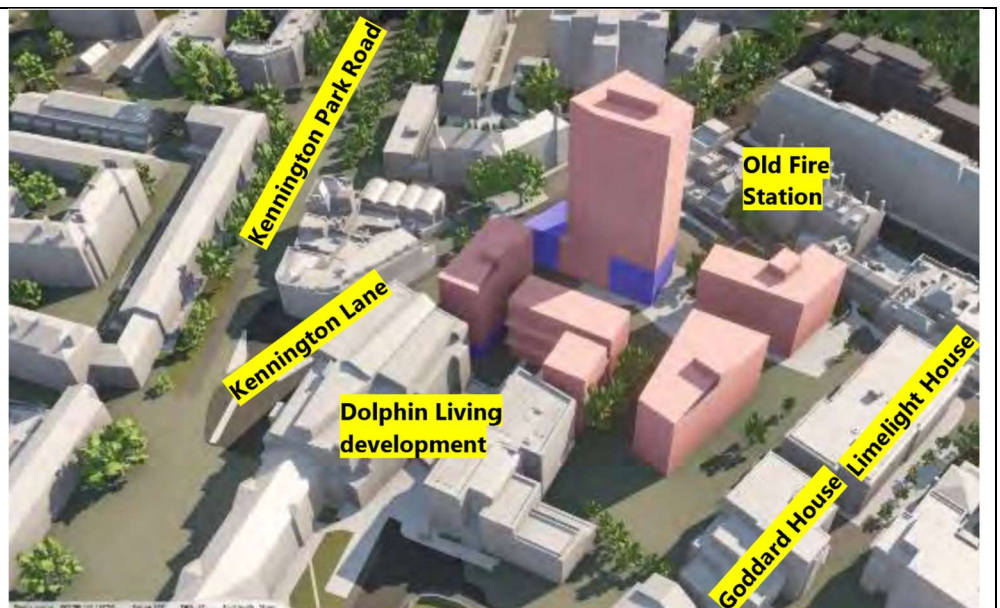 Kennington Park Road
Old Fire
Station
Kennington Lane
Dolphin Living
development
Limelight House
Goddard House